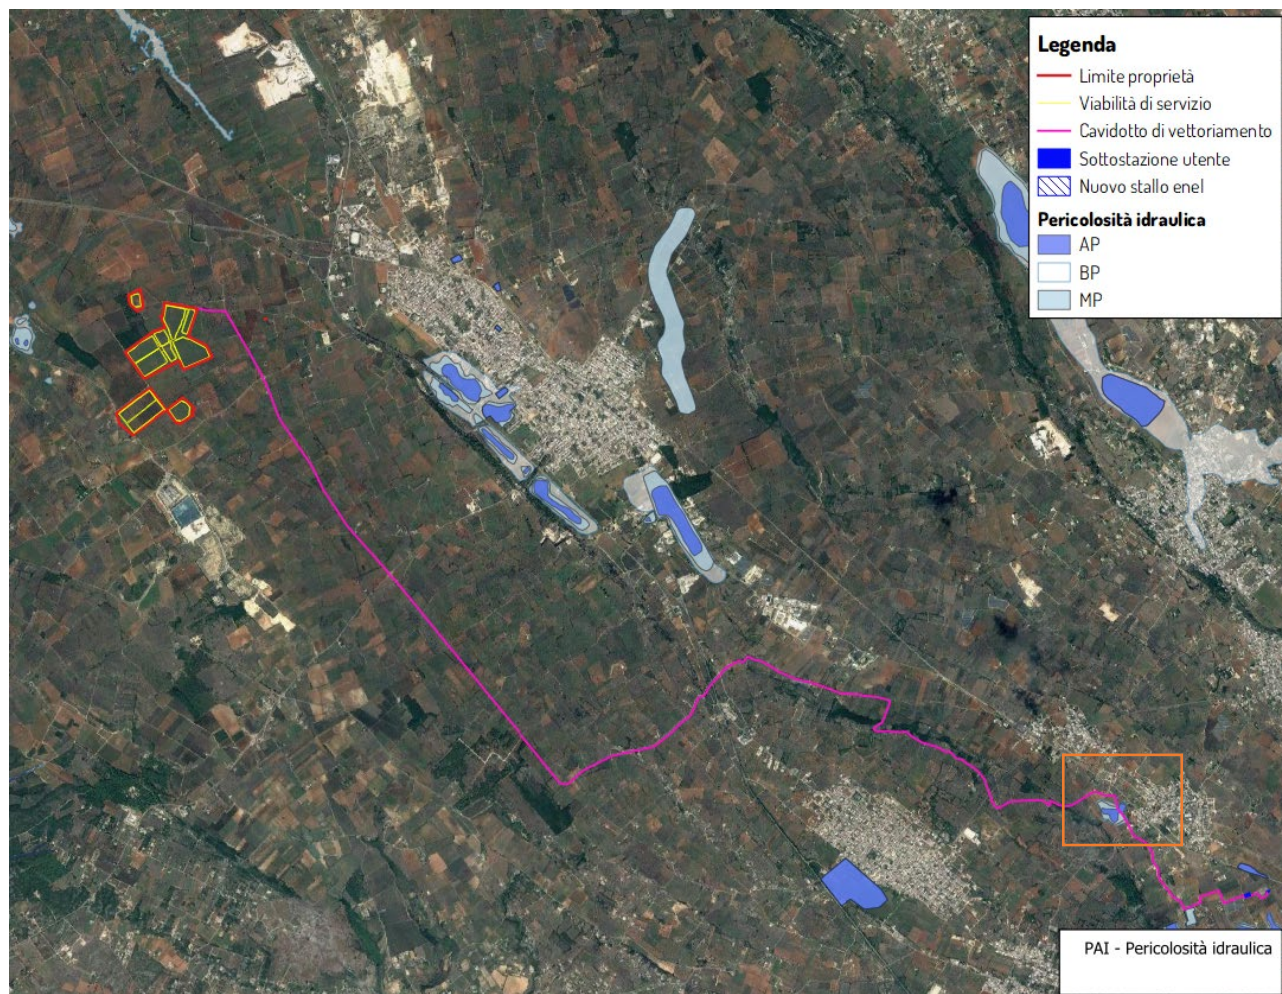 Legenda
Limite proprietà
Viabilità di servizio
Cavidotto di vettoriamento
Sottostazione utente
Nuovo stallo enel
Pericolosità idraulica
AP
BP
MP
PAI - Pericolosità idraulica